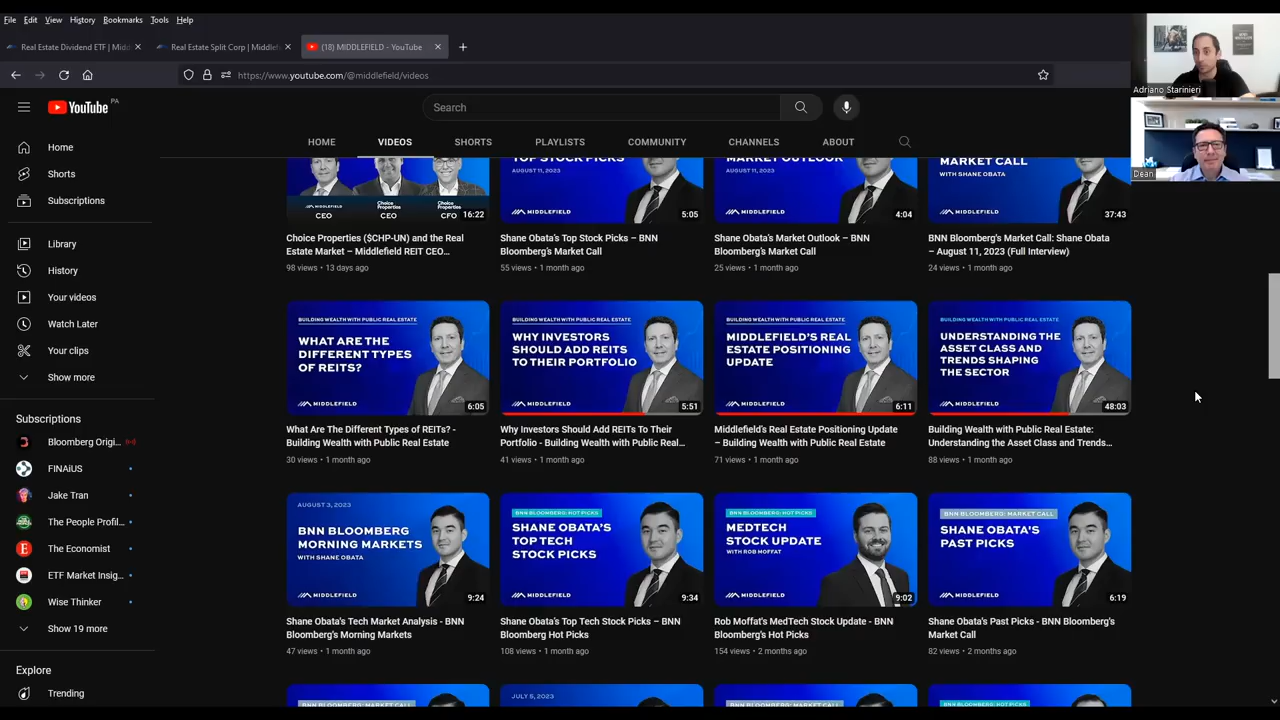 File Edit View History Bookmarks Tools Help
Real Estate Dividend ETF | Midd
Real Estate Split Corp | Middlef
(18) MIDDLEFIELD - YouTube
https://www.youtube.com/@middlefield/videos
YouTube PA
Search
Adriano Starinieri
Dean
HOME VIDEOS SHORTS PLAYLISTS COMMUNITY CHANNELS ABOUT
Home
Shorts
Subscriptions
Library
History
Your videos
Watch Later
Your clips
Show more
Subscriptions
Bloomberg Origi...
FINAiUS
Jake Tran
The People Profil...
The Economist
ETF Market Insig...
Wise Thinker
Show 19 more
Explore
Trending
MIDDLEFIELD
CEO
Choice Properties
CEO
Choice Properties
CFO
16:22
Choice Properties ($CHP-UN) and the Real
Estate Market – Middlefield REIT CEO...
98 views • 13 days ago
TOP STOCK PICKS
AUGUST 11, 2023
MIDDLEFIELD
5:05
Shane Obata's Top Stock Picks – BNN
Bloomberg's Market Call
55 views • 1 month ago
MARKET OUTLOOK
AUGUST 11, 2023
MIDDLEFIELD
4:04
Shane Obata's Market Outlook – BNN
Bloomberg's Market Call
25 views • 1 month ago
MARKET CALL
WITH SHANE OBATA
MIDDLEFIELD
37:43
BNN Bloomberg's Market Call: Shane Obata
– August 11, 2023 (Full Interview)
24 views • 1 month ago
BUILDING WEALTH WITH PUBLIC REAL ESTATE
WHAT ARE THE
DIFFERENT TYPES
OF REITS?
MIDDLEFIELD
6:05
What Are The Different Types of REITs? -
Building Wealth with Public Real Estate
30 views • 1 month ago
BUILDING WEALTH WITH PUBLIC REAL ESTATE
WHY INVESTORS
SHOULD ADD REITS
TO THEIR PORTFOLIO
MIDDLEFIELD
5:51
Why Investors Should Add REITs To Their
Portfolio - Building Wealth with Public Real...
41 views • 1 month ago
BUILDING WEALTH WITH PUBLIC REAL ESTATE
MIDDLEFIELD'S REAL
ESTATE POSITIONING
UPDATE
MIDDLEFIELD
6:11
Middlefield's Real Estate Positioning Update
– Building Wealth with Public Real Estate
71 views • 1 month ago
BUILDING WEALTH WITH PUBLIC REAL ESTATE
UNDERSTANDING THE
ASSET CLASS AND
TRENDS SHAPING
THE SECTOR
MIDDLEFIELD
48:03
Building Wealth with Public Real Estate:
Understanding the Asset Class and Trends...
88 views • 1 month ago
AUGUST 3, 2023
BNN BLOOMBERG
MORNING MARKETS
WITH SHANE OBATA
MIDDLEFIELD
9:24
Shane Obata's Tech Market Analysis - BNN
Bloomberg's Morning Markets
47 views • 1 month ago
BNN BLOOMBERG: HOT PICKS
SHANE OBATA'S
TOP TECH
STOCK PICKS
MIDDLEFIELD
9:34
Shane Obata's Top Tech Stock Picks – BNN
Bloomberg Hot Picks
108 views • 1 month ago
BNN BLOOMBERG: HOT PICKS
MEDTECH
STOCK UPDATE
WITH ROB MOFFAT
MIDDLEFIELD
9:02
Rob Moffat's MedTech Stock Update - BNN
Bloomberg's Hot Picks
154 views • 2 months ago
BNN BLOOMBERG: MARKET CALL
SHANE OBATA'S
PAST PICKS
MIDDLEFIELD
6:19
Shane Obata's Past Picks - BNN Bloomberg's
Market Call
82 views • 2 months ago
BNN BLOOMBERG: MARKET CALL
JULY 5, 2023
BNN BLOOMBERG: MARKET CALL
BNN BLOOMBERG: HOT PICKS